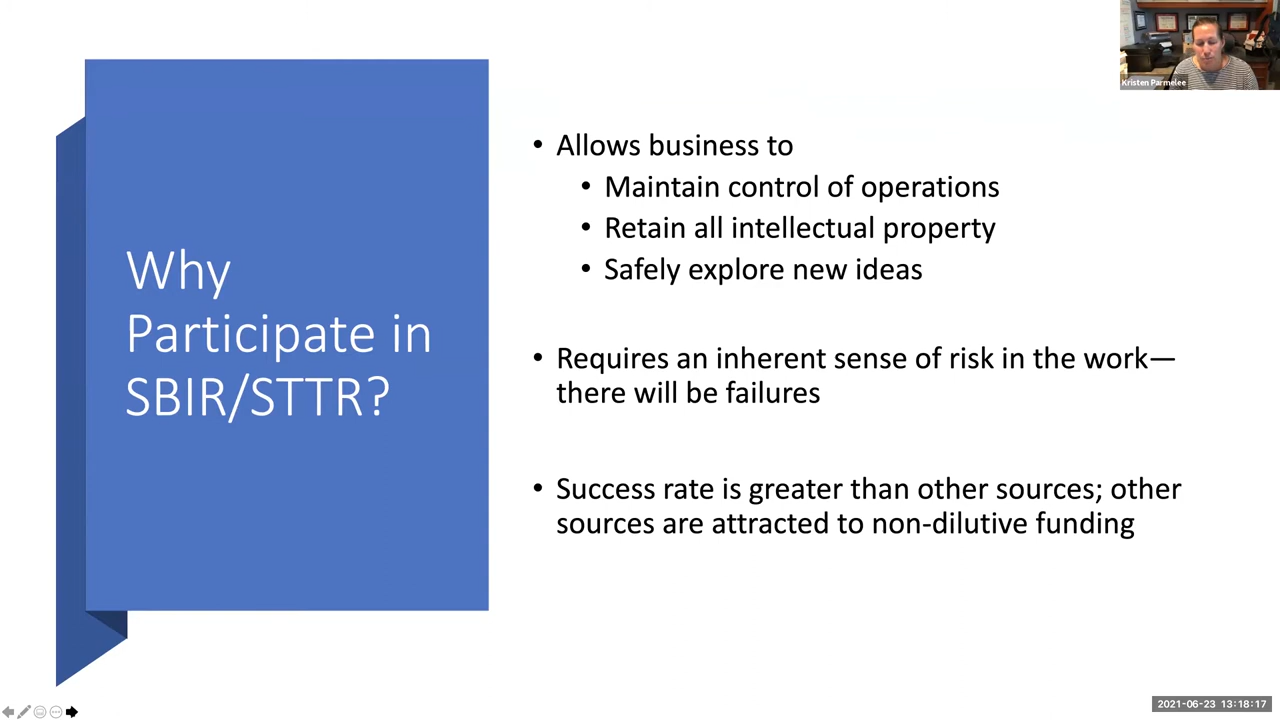 Kristen Parmelee
Why
Participate in
SBIR/STTR?
• Allows business to
• Maintain control of operations
• Retain all intellectual property
• Safely explore new ideas
• Requires an inherent sense of risk in the work—
there will be failures
• Success rate is greater than other sources; other
sources are attracted to non-dilutive funding
2021-06-23 13:18:17